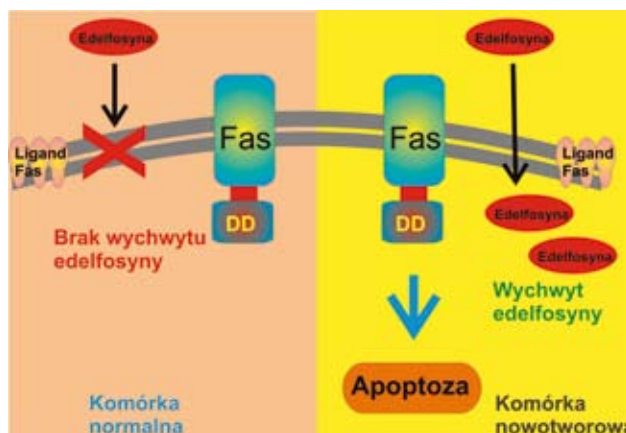 Edelfosyna
Edelfosyna
Fas
Fas
Ligand
Fas
Ligand
Fas
DD
DD
Brak wychwytu
edelfosyny
Edelfosyna
Edelfosyna
Wychwyt
edelfosyny
Apoptoza
Komórka
normalna
Komórka
nowotworowa